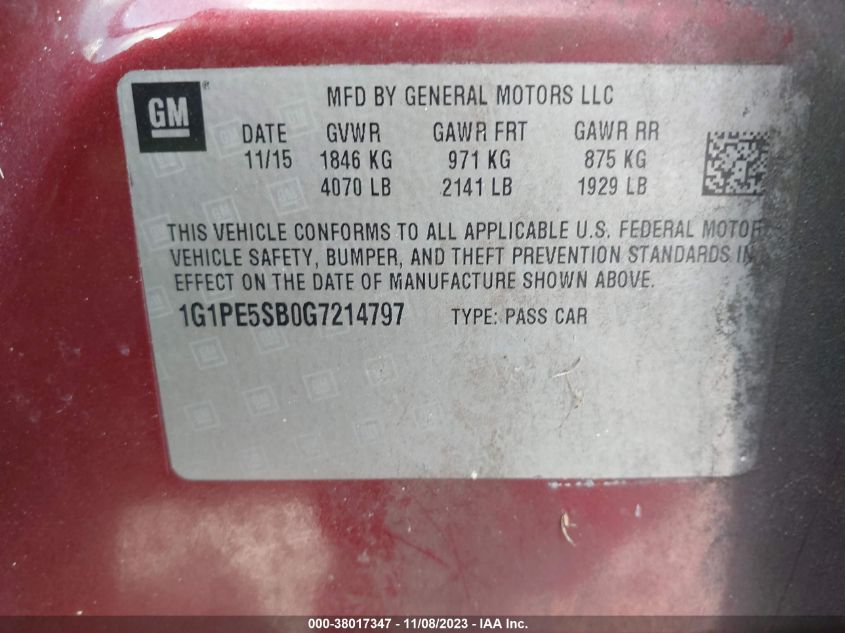 GM ®
MFD BY GENERAL MOTORS LLC
DATE GVWR GAWR FRT GAWR RR
11/15 1846 KG 971 KG 875 KG
4070 LB 2141 LB 1929 LB
THIS VEHICLE CONFORMS TO ALL APPLICABLE U.S. FEDERAL MOTOR
VEHICLE SAFETY, BUMPER, AND THEFT PREVENTION STANDARDS IN
EFFECT ON THE DATE OF MANUFACTURE SHOWN ABOVE.
1G1PE5SB0G7214797 TYPE: PASS CAR
000-38017347 - 11/08/2023 - IAA Inc.